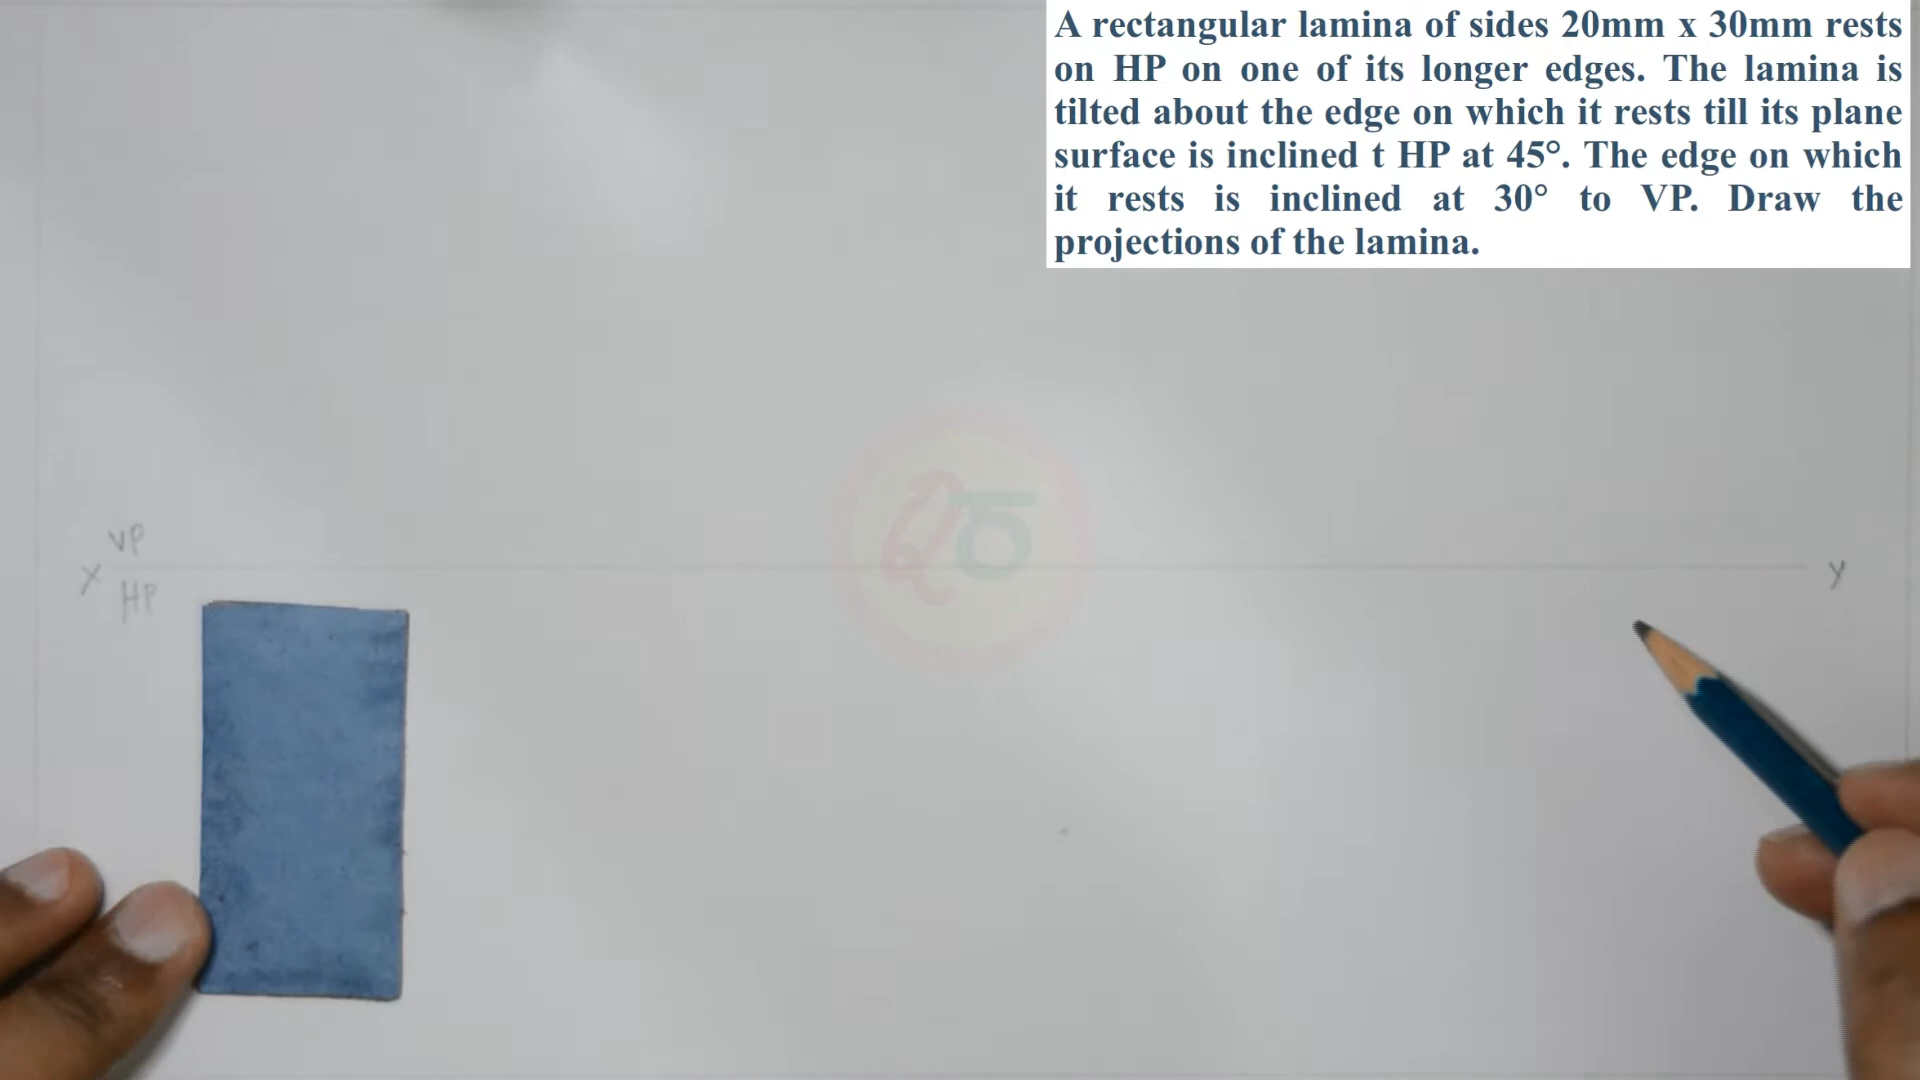 A rectangular lamina of sides 20mm x 30mm rests
on HP on one of its longer edges. The lamina is
tilted about the edge on which it rests till its plane
surface is inclined t HP at 45°. The edge on which
it rests is inclined at 30° to VP. Draw the
projections of the lamina.
VP
X
HP
Y